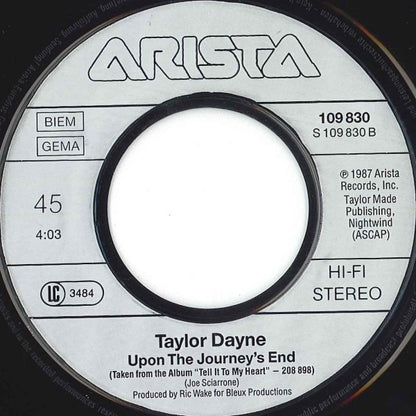 ARISTA
BIEM
GEMA
109 830
S 109 830 B
45
4:03
℗ 1987 Arista
Records, Inc.
Taylor Made
Publishing,
Nightwind
(ASCAP)
LC 3484
HI-FI
STEREO
Taylor Dayne
Upon The Journey's End
(Taken from the Album "Tell It To My Heart" – 208 898)
(Joe Sciarrone)
Produced by Ric Wake for Bleux Productions